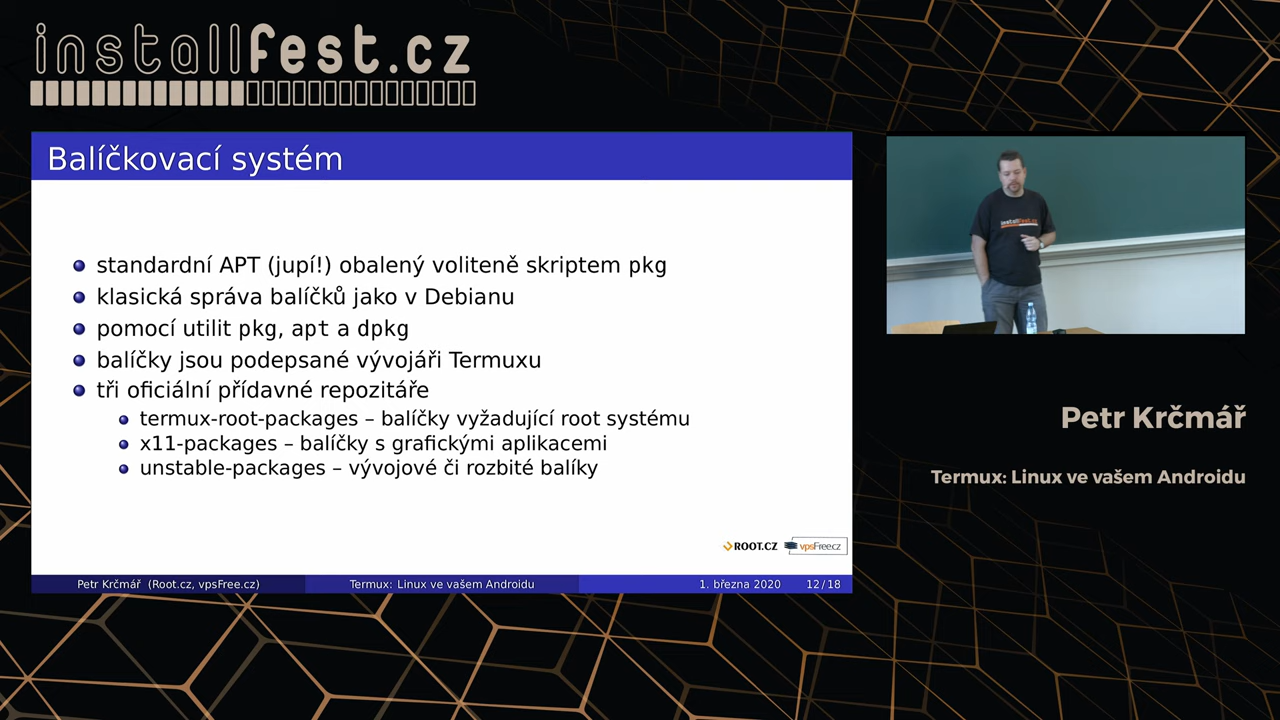 installfest.cz
Balíčkovací systém
standardní APT (jupí!) obalený voliteně skriptem pkg
klasická správa balíčků jako v Debianu
pomocí utilit pkg, apt a dpkg
balíčky jsou podepsané vývojáři Termuxu
tři oficiální přídavné repozitáře
termux-root-packages – balíčky vyžadující root systému
x11-packages – balíčky s grafickými aplikacemi
unstable-packages – vývojové či rozbité balíky
ROOT.CZ vpsFree.cz
Petr Krčmář (Root.cz, vpsFree.cz) Termux: Linux ve vašem Androidu 1. března 2020 12/18
installfest.cz
Petr Krčmář
Termux: Linux ve vašem Androidu